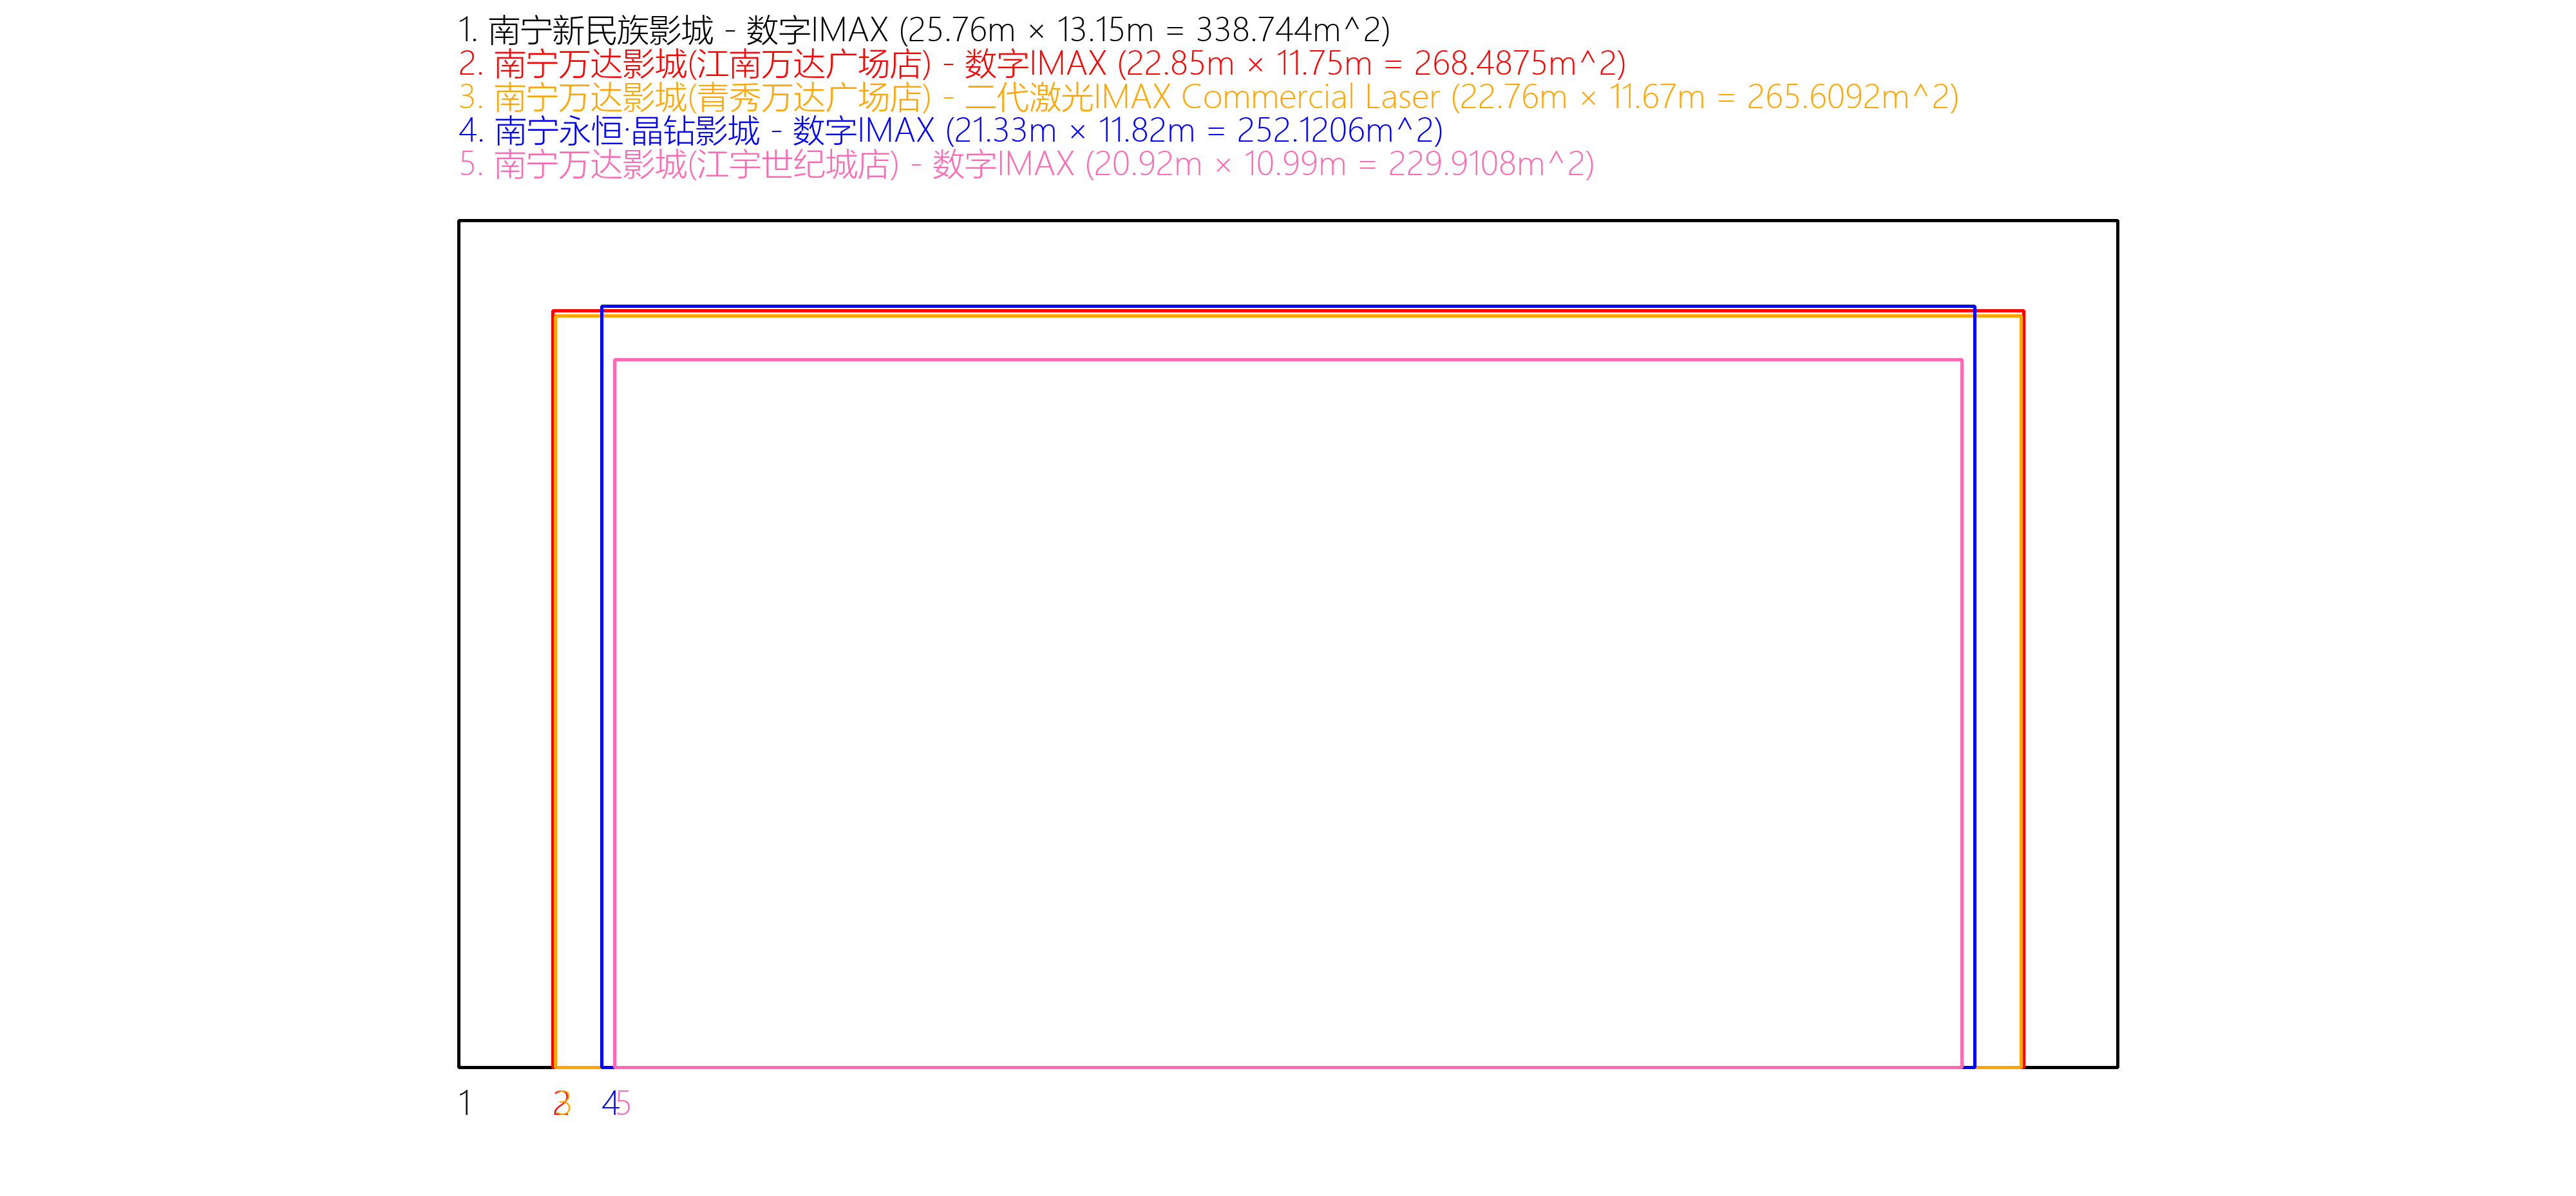 1. 南宁新民族影城 - 数字IMAX (25.76m × 13.15m = 338.744m^2)
2. 南宁万达影城(江南万达广场店) - 数字IMAX (22.85m × 11.75m = 268.4875m^2)
3. 南宁万达影城(青秀万达广场店) - 二代激光IMAX Commercial Laser (22.76m × 11.67m = 265.6092m^2)
4. 南宁永恒·晶钻影城 - 数字IMAX (21.33m × 11.82m = 252.1206m^2)
5. 南宁万达影城(江宇世纪城店) - 数字IMAX (20.92m × 10.99m = 229.9108m^2)
1 2 3 4 5